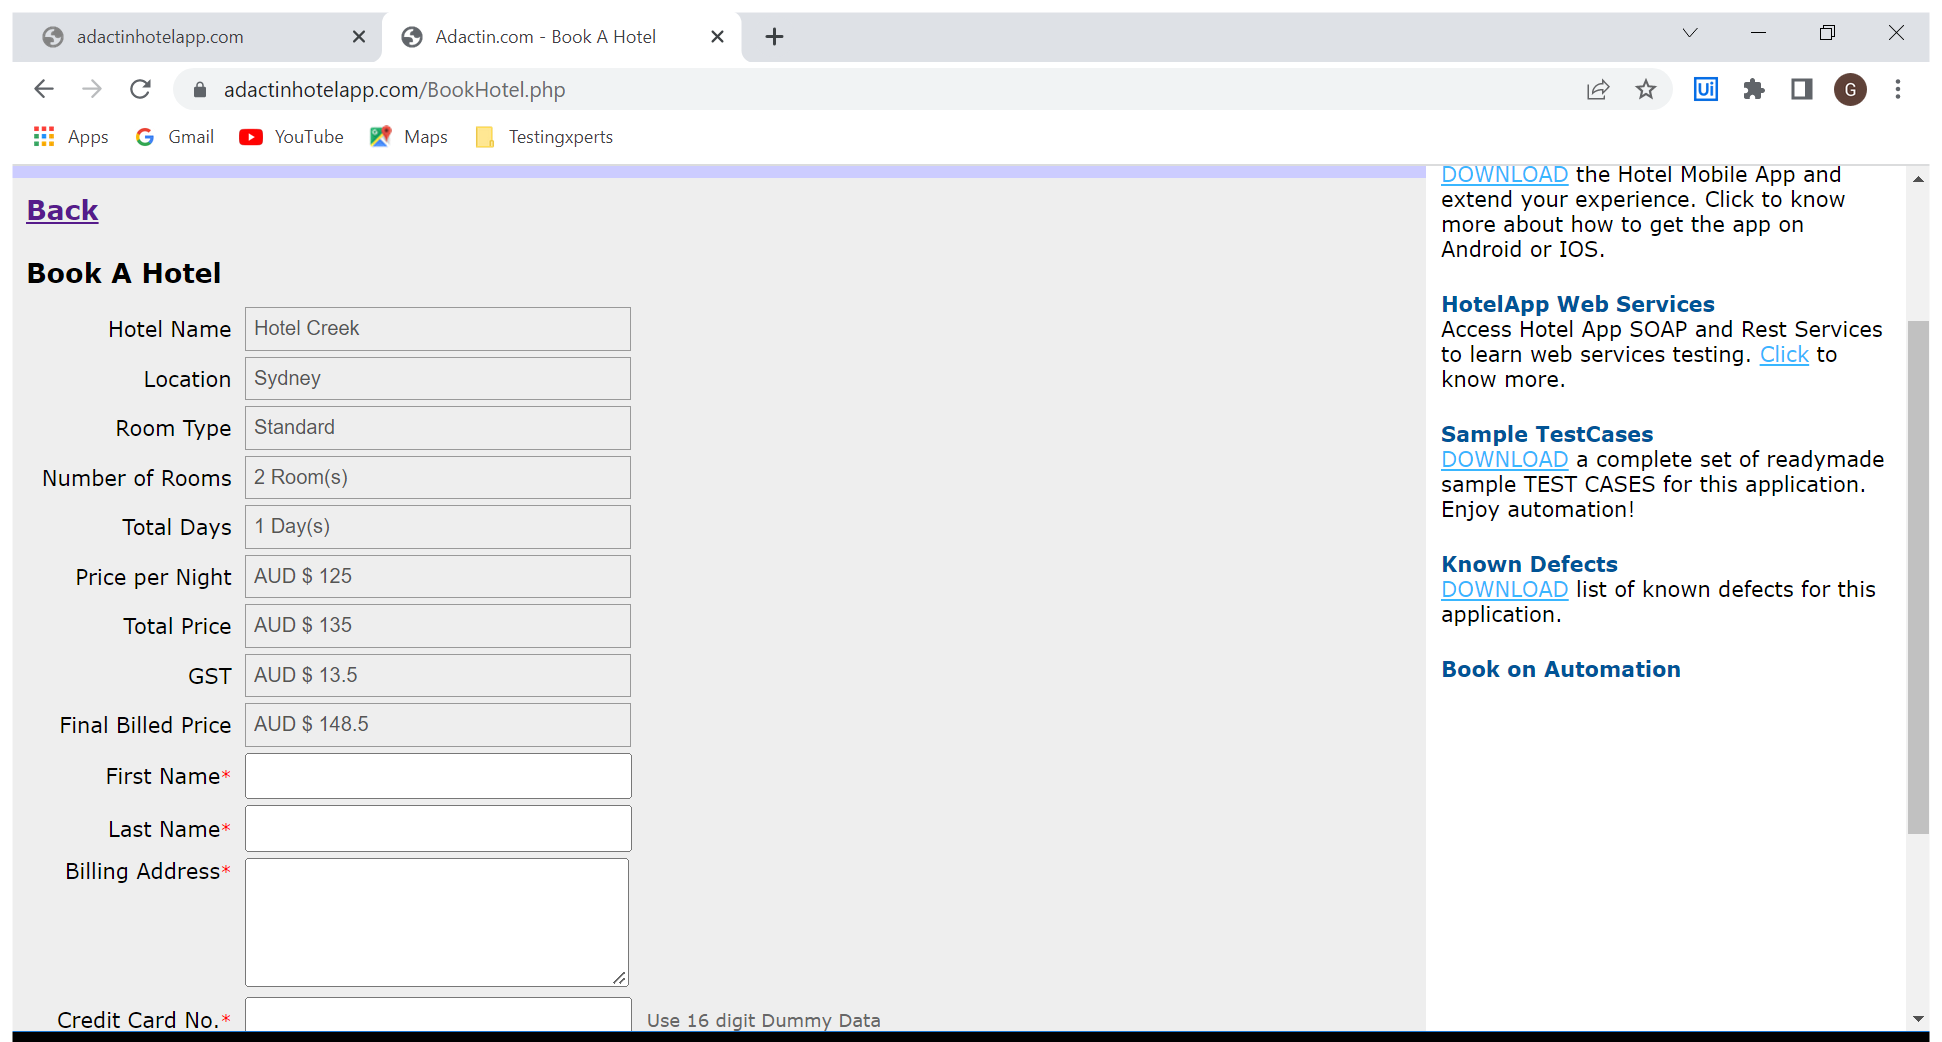 adactinhotelapp.com
Adactin.com - Book A Hotel
adactinhotelapp.com/BookHotel.php
Ui
G
Apps
Gmail
YouTube
Maps
Testingxperts
Back
Book A Hotel
Hotel Name Hotel Creek
Location Sydney
Room Type Standard
Number of Rooms 2 Room(s)
Total Days 1 Day(s)
Price per Night AUD $ 125
Total Price AUD $ 135
GST AUD $ 13.5
Final Billed Price AUD $ 148.5
First Name*
Last Name*
Billing Address*
Credit Card No.* Use 16 digit Dummy Data
DOWNLOAD the Hotel Mobile App and
extend your experience. Click to know
more about how to get the app on
Android or IOS.
HotelApp Web Services
Access Hotel App SOAP and Rest Services
to learn web services testing. Click to
know more.
Sample TestCases
DOWNLOAD a complete set of readymade
sample TEST CASES for this application.
Enjoy automation!
Known Defects
DOWNLOAD list of known defects for this
application.
Book on Automation